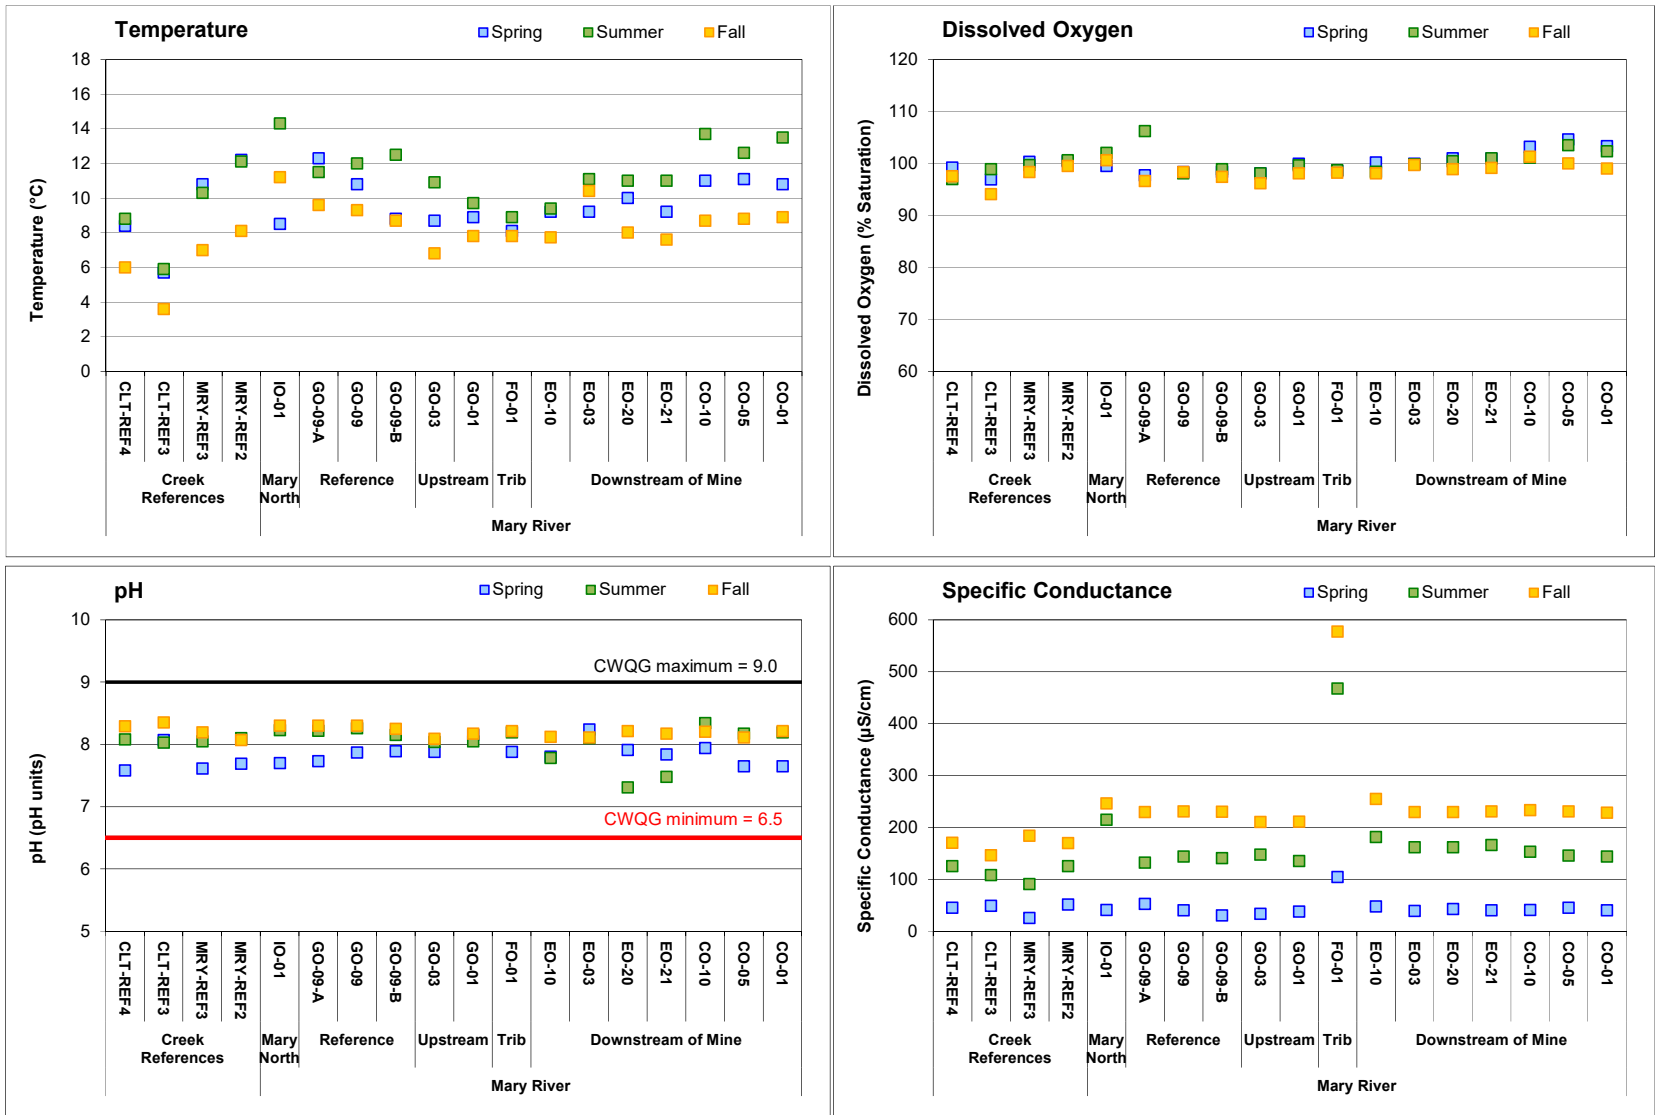 Temperature
Spring
Summer
Fall
18
16
14
12
10
8
6
4
2
0
Temperature (°C)
CLT-REF4
CLT-REF3
MRY-REF3
MRY-REF2
IO-01
GO-09-A
GO-09
GO-09-B
GO-03
GO-01
FO-01
EO-10
EO-03
EO-20
EO-21
CO-10
CO-05
CO-01
Creek References
Mary North
Reference
Upstream
Trib
Downstream of Mine
Mary River
Dissolved Oxygen
Spring
Summer
Fall
120
110
100
90
80
70
60
Dissolved Oxygen (% Saturation)
CLT-REF4
CLT-REF3
MRY-REF3
MRY-REF2
IO-01
GO-09-A
GO-09
GO-09-B
GO-03
GO-01
FO-01
EO-10
EO-03
EO-20
EO-21
CO-10
CO-05
CO-01
Creek References
Mary North
Reference
Upstream
Trib
Downstream of Mine
Mary River
pH
Spring
Summer
Fall
10
9
8
7
6
5
pH (pH units)
CWQG maximum = 9.0
CWQG minimum = 6.5
CLT-REF4
CLT-REF3
MRY-REF3
MRY-REF2
IO-01
GO-09-A
GO-09
GO-09-B
GO-03
GO-01
FO-01
EO-10
EO-03
EO-20
EO-21
CO-10
CO-05
CO-01
Creek References
Mary North
Reference
Upstream
Trib
Downstream of Mine
Mary River
Specific Conductance
Spring
Summer
Fall
600
500
400
300
200
100
0
Specific Conductance (µS/cm)
CLT-REF4
CLT-REF3
MRY-REF3
MRY-REF2
IO-01
GO-09-A
GO-09
GO-09-B
GO-03
GO-01
FO-01
EO-10
EO-03
EO-20
EO-21
CO-10
CO-05
CO-01
Creek References
Mary North
Reference
Upstream
Trib
Downstream of Mine
Mary River